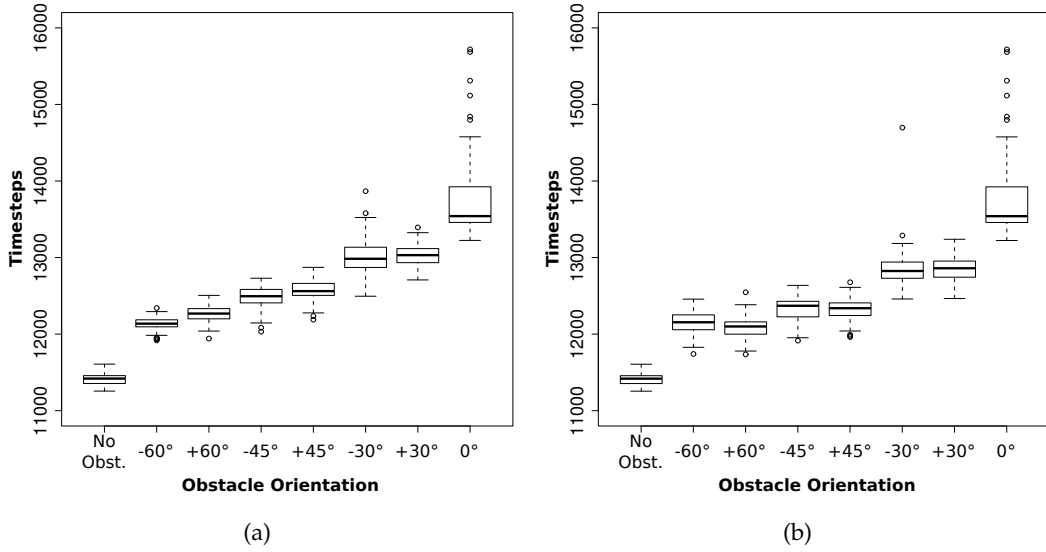 16000
15000
14000
13000
12000
11000
Timesteps
No Obst. -60° +60° -45° +45° -30° +30° 0°
Obstacle Orientation
(a)
16000
15000
14000
13000
12000
11000
Timesteps
No Obst. -60° +60° -45° +45° -30° +30° 0°
Obstacle Orientation
(b)